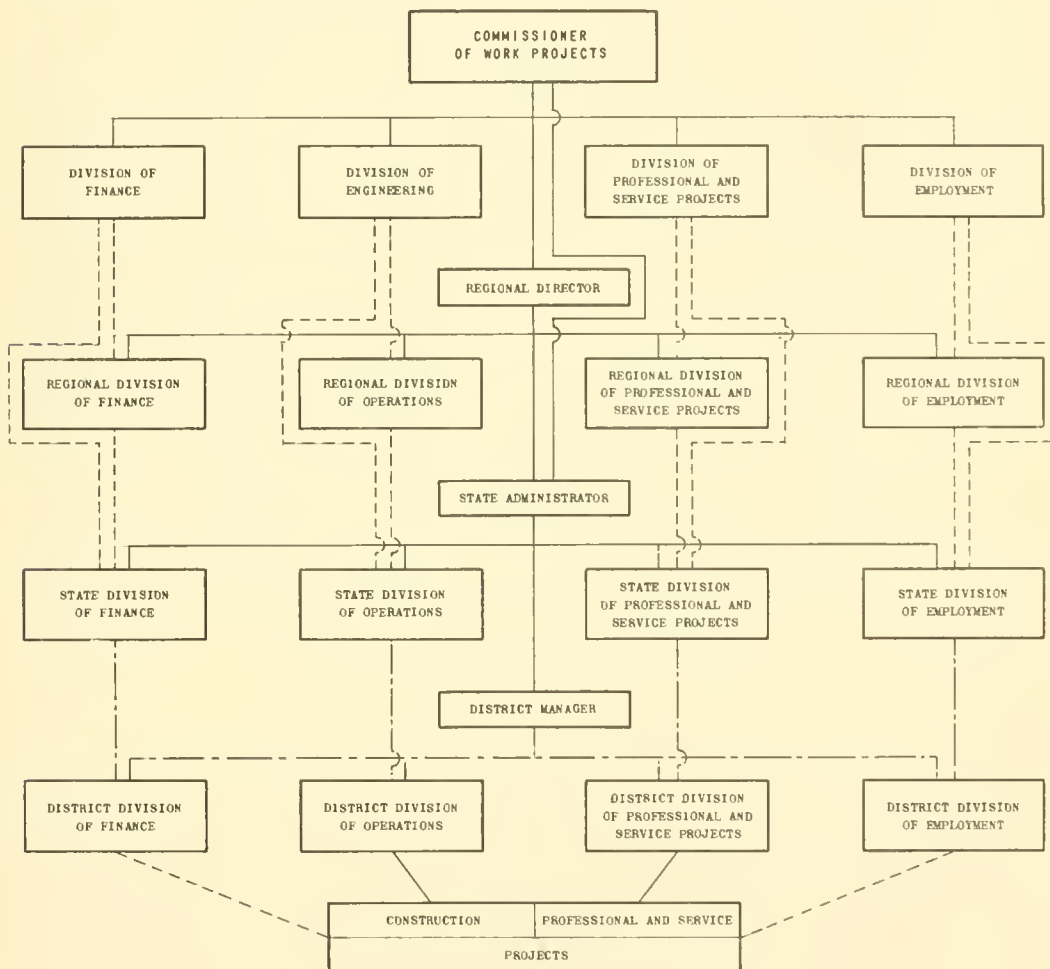 COMMISSIONER
OF WORK PROJECTS
DIVISION OF
FINANCE
DIVISION OF
ENGINEERING
DIVISION OF
PROFESSIONAL AND
SERVICE PROJECTS
DIVISION OF
EMPLOYMENT
REGIONAL DIRECTOR
REGIONAL DIVISION
OF FINANCE
REGIONAL DIVISION
OF OPERATIONS
REGIONAL DIVISION
OF PROFESSIONAL AND
SERVICE PROJECTS
REGIONAL DIVISION
OF EMPLOYMENT
STATE ADMINISTRATOR
STATE DIVISION
OF FINANCE
STATE DIVISION
OF OPERATIONS
STATE DIVISION
OF PROFESSIONAL AND
SERVICE PROJECTS
STATE DIVISION
OF EMPLOYMENT
DISTRICT MANAGER
DISTRICT DIVISION
OF FINANCE
DISTRICT DIVISION
OF OPERATIONS
DISTRICT DIVISION
OF PROFESSIONAL AND
SERVICE PROJECTS
DISTRICT DIVISION
OF EMPLOYMENT
CONSTRUCTION
PROFESSIONAL AND SERVICE
PROJECTS